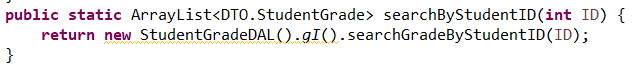 public static ArrayList<DTO.StudentGrade> searchByStudentID(int ID) {
    return new StudentGradeDAL().gI().searchGradeByStudentID(ID);
}